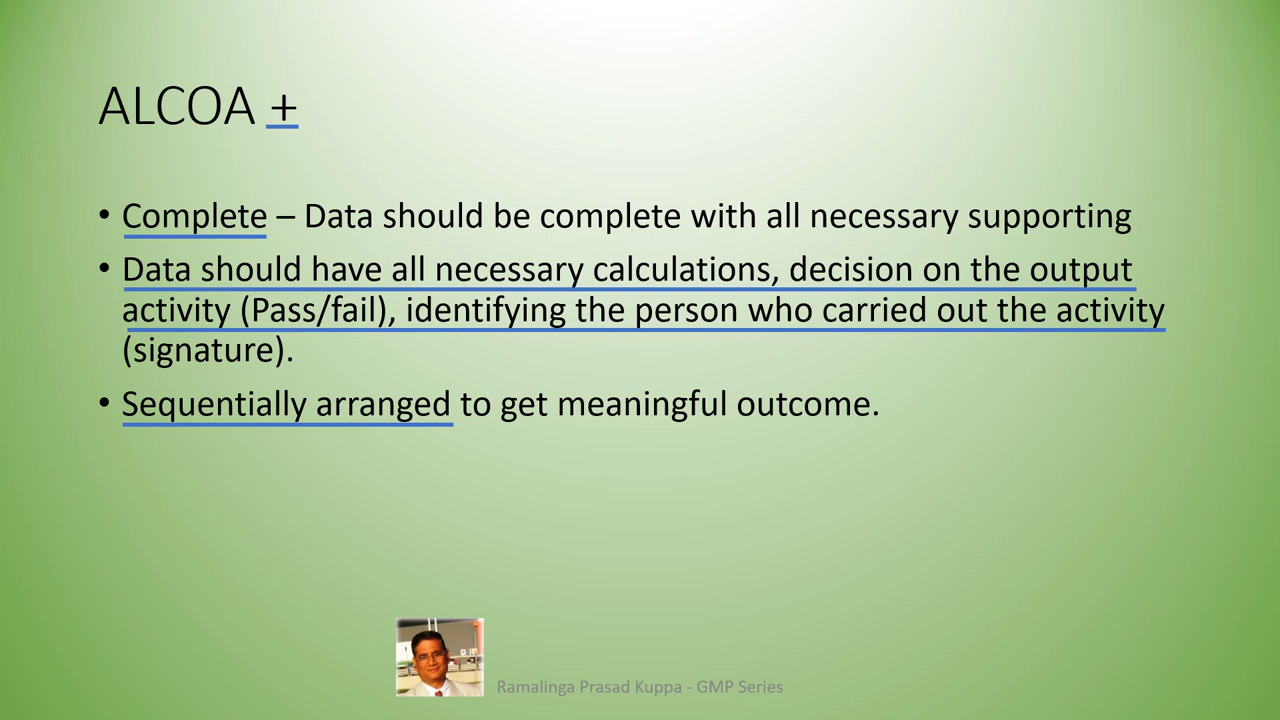 ALCOA +
• Complete – Data should be complete with all necessary supporting
• Data should have all necessary calculations, decision on the output
activity (Pass/fail), identifying the person who carried out the activity
(signature).
• Sequentially arranged to get meaningful outcome.
Ramalinga Prasad Kuppa - GMP Series